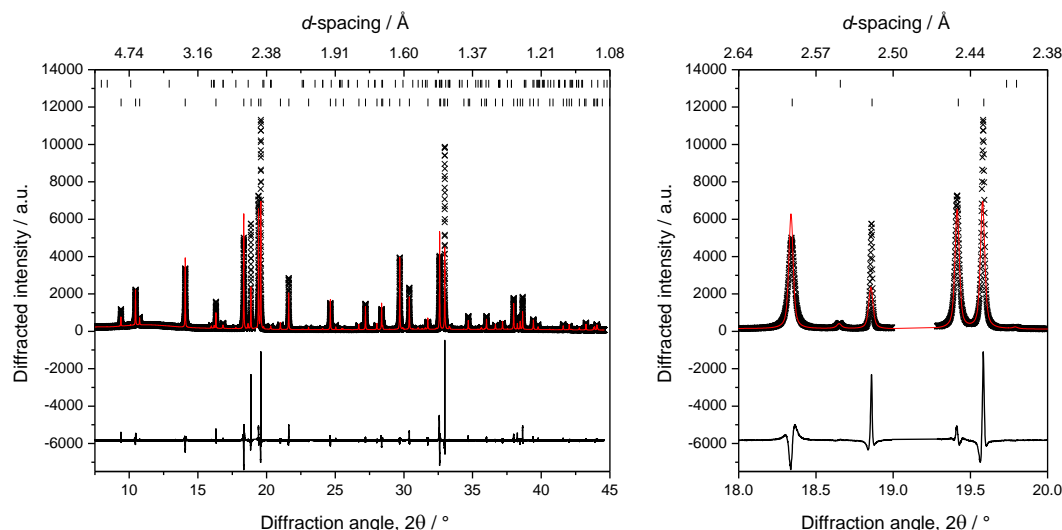 d-spacing / Å
4.74 3.16 2.38 1.91 1.60 1.37 1.21 1.08
14000
12000
10000
8000
6000
4000
2000
0
-2000
-4000
-6000
Diffracted intensity / a.u.
10 15 20 25 30 35 40 45
Diffraction angle, 2θ / °
d-spacing / Å
2.64 2.57 2.50 2.44 2.38
14000
12000
10000
8000
6000
4000
2000
0
-2000
-4000
-6000
Diffracted intensity / a.u.
18.0 18.5 19.0 19.5 20.0
Diffraction angle, 2θ / °